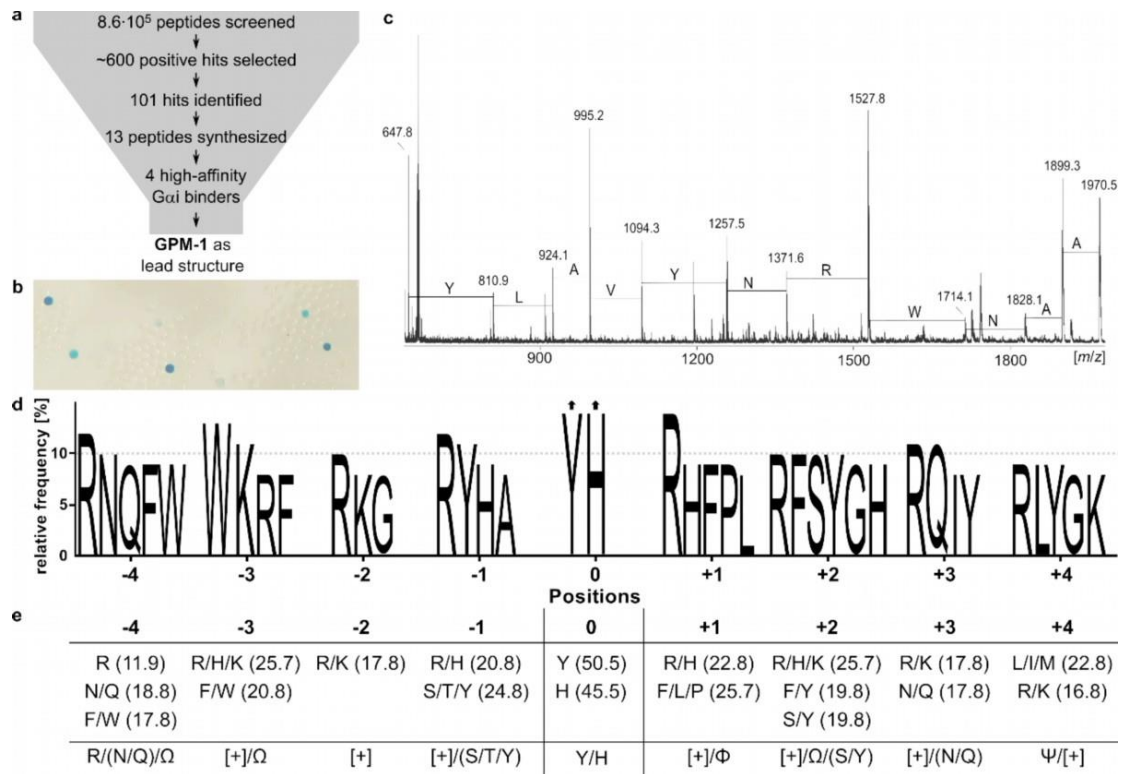 a
8.6·10⁵ peptides screened
~600 positive hits selected
101 hits identified
13 peptides synthesized
4 high-affinity
Gαi binders
GPM-1 as
lead structure
b
c
647.8
810.9
924.1
995.2
1094.3
1257.5
1371.6
1527.8
1714.1
1828.1
1899.3
1970.5
Y L A V Y N R W N A A
900 1200 1500 1800 [m/z]
d
relative frequency [%]
10
5
0
RNQFW WKRF RKG RYHA YH RHFPL RFSYGH RQIY RLYGK
-4 -3 -2 -1 0 +1 +2 +3 +4
Positions
e
-4 -3 -2 -1 0 +1 +2 +3 +4
R (11.9) R/H/K (25.7) R/K (17.8) R/H (20.8) Y (50.5) R/H (22.8) R/H/K (25.7) R/K (17.8) L/I/M (22.8)
N/Q (18.8) F/W (20.8) S/T/Y (24.8) H (45.5) F/L/P (25.7) F/Y (19.8) N/Q (17.8) R/K (16.8)
F/W (17.8) S/Y (19.8)
R/(N/Q)/Ω [+]/Ω [+] [+]/(S/T/Y) Y/H [+]/Φ [+]/Ω/(S/Y) [+]/(N/Q) Ψ/[+]